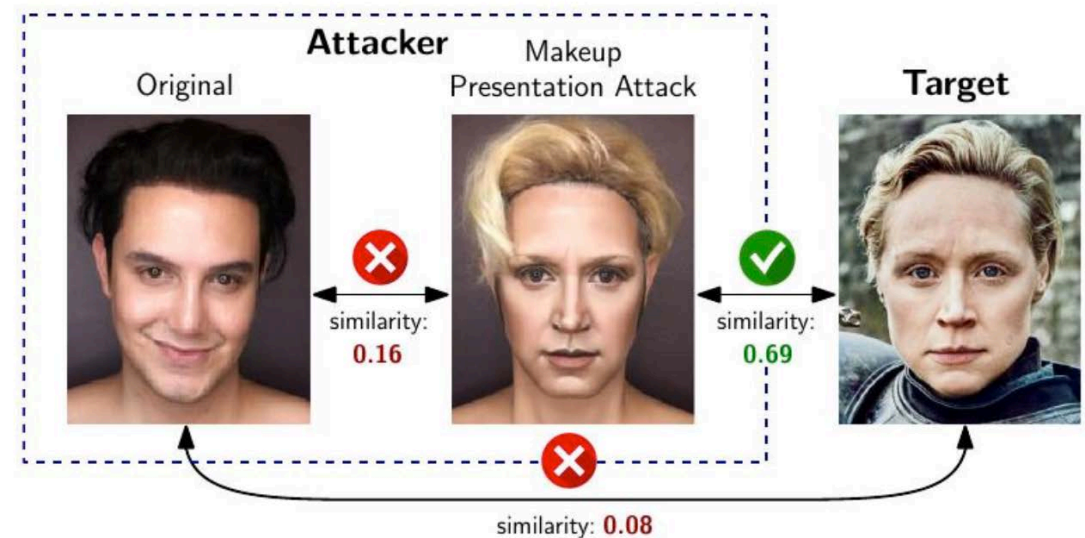 Attacker
Original
Makeup
Presentation Attack
Target
similarity:
0.16
similarity:
0.69
similarity: 0.08